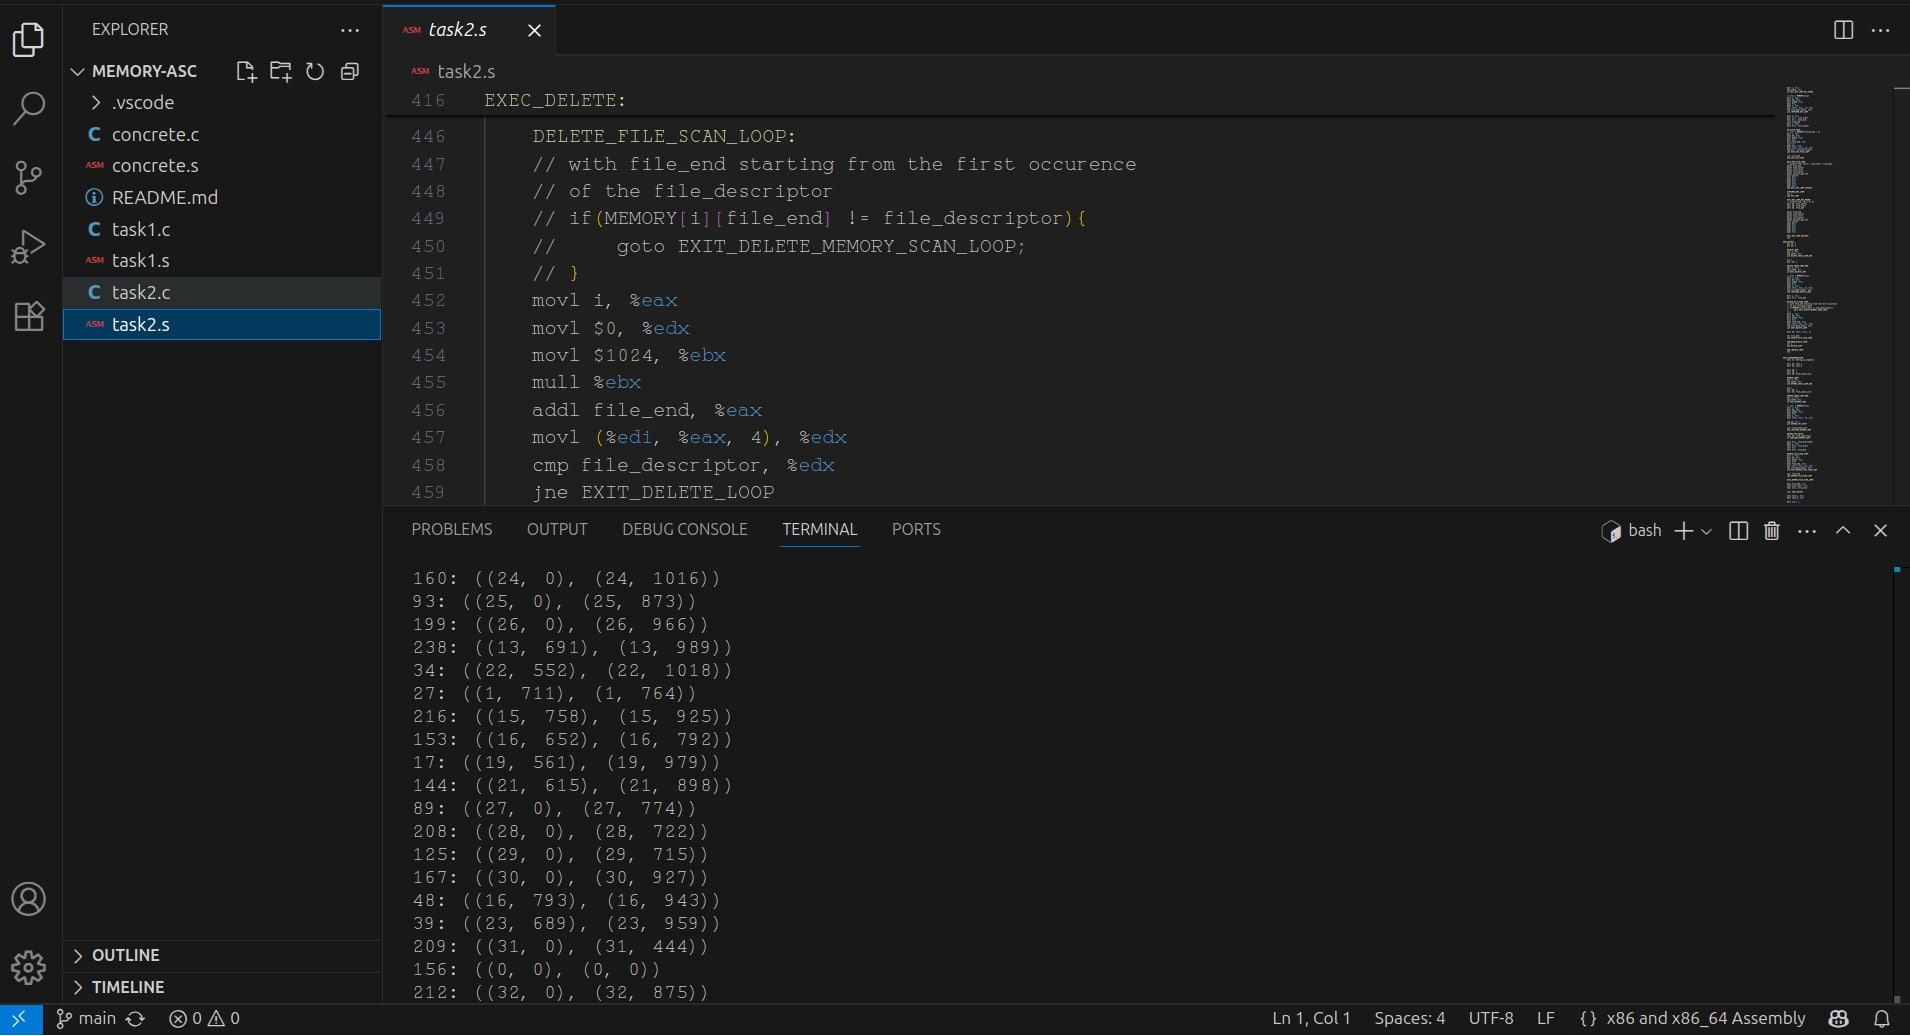 EXPLORER
MEMORY-ASC
.vscode
C concrete.c
ASM concrete.s
README.md
C task1.c
ASM task1.s
C task2.c
ASM task2.s
OUTLINE
TIMELINE
ASM task2.s
ASM task2.s
416 EXEC_DELETE:
446 DELETE_FILE_SCAN_LOOP:
447 // with file_end starting from the first occurence
448 // of the file_descriptor
449 // if(MEMORY[i][file_end] != file_descriptor){
450 //     goto EXIT_DELETE_MEMORY_SCAN_LOOP;
451 // }
452 movl i, %eax
453 movl $0, %edx
454 movl $1024, %ebx
455 mull %ebx
456 addl file_end, %eax
457 movl (%edi, %eax, 4), %edx
458 cmp file_descriptor, %edx
459 jne EXIT_DELETE_LOOP
PROBLEMS OUTPUT DEBUG CONSOLE TERMINAL PORTS
bash
160: ((24, 0), (24, 1016))
93: ((25, 0), (25, 873))
199: ((26, 0), (26, 966))
238: ((13, 691), (13, 989))
34: ((22, 552), (22, 1018))
27: ((1, 711), (1, 764))
216: ((15, 758), (15, 925))
153: ((16, 652), (16, 792))
17: ((19, 561), (19, 979))
144: ((21, 615), (21, 898))
89: ((27, 0), (27, 774))
208: ((28, 0), (28, 722))
125: ((29, 0), (29, 715))
167: ((30, 0), (30, 927))
48: ((16, 793), (16, 943))
39: ((23, 689), (23, 959))
209: ((31, 0), (31, 444))
156: ((0, 0), (0, 0))
212: ((32, 0), (32, 875))
main 0 0 Ln 1, Col 1 Spaces: 4 UTF-8 LF {} x86 and x86_64 Assembly